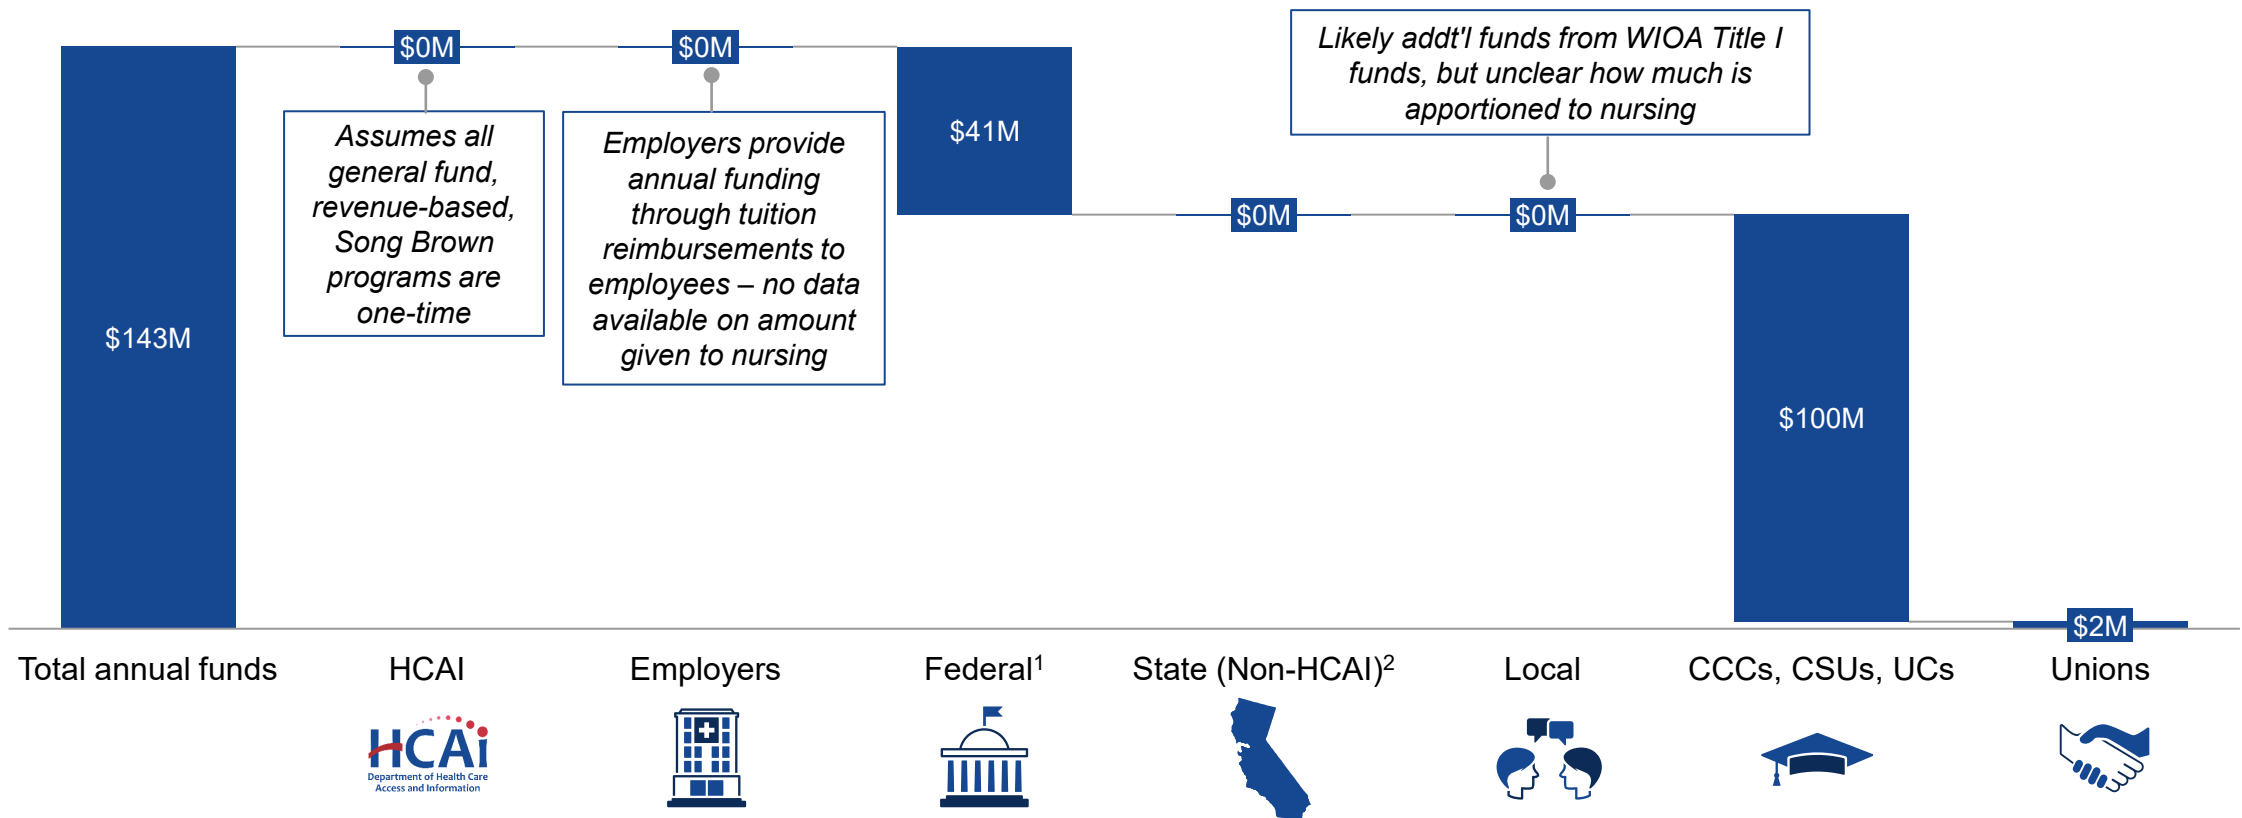 $0M
$0M
Likely addt'l funds from WIOA Title I
funds, but unclear how much is
apportioned to nursing
Assumes all
general fund,
revenue-based,
Song Brown
programs are
one-time
Employers provide
annual funding
through tuition
reimbursements to
employees – no data
available on amount
given to nursing
$41M
$0M
$0M
$143M
$100M
$2M
Total annual funds
HCAI
Employers
Federal¹
State (Non-HCAI)²
Local
CCCs, CSUs, UCs
Unions
HCAi
Department of Health Care
Access and Information